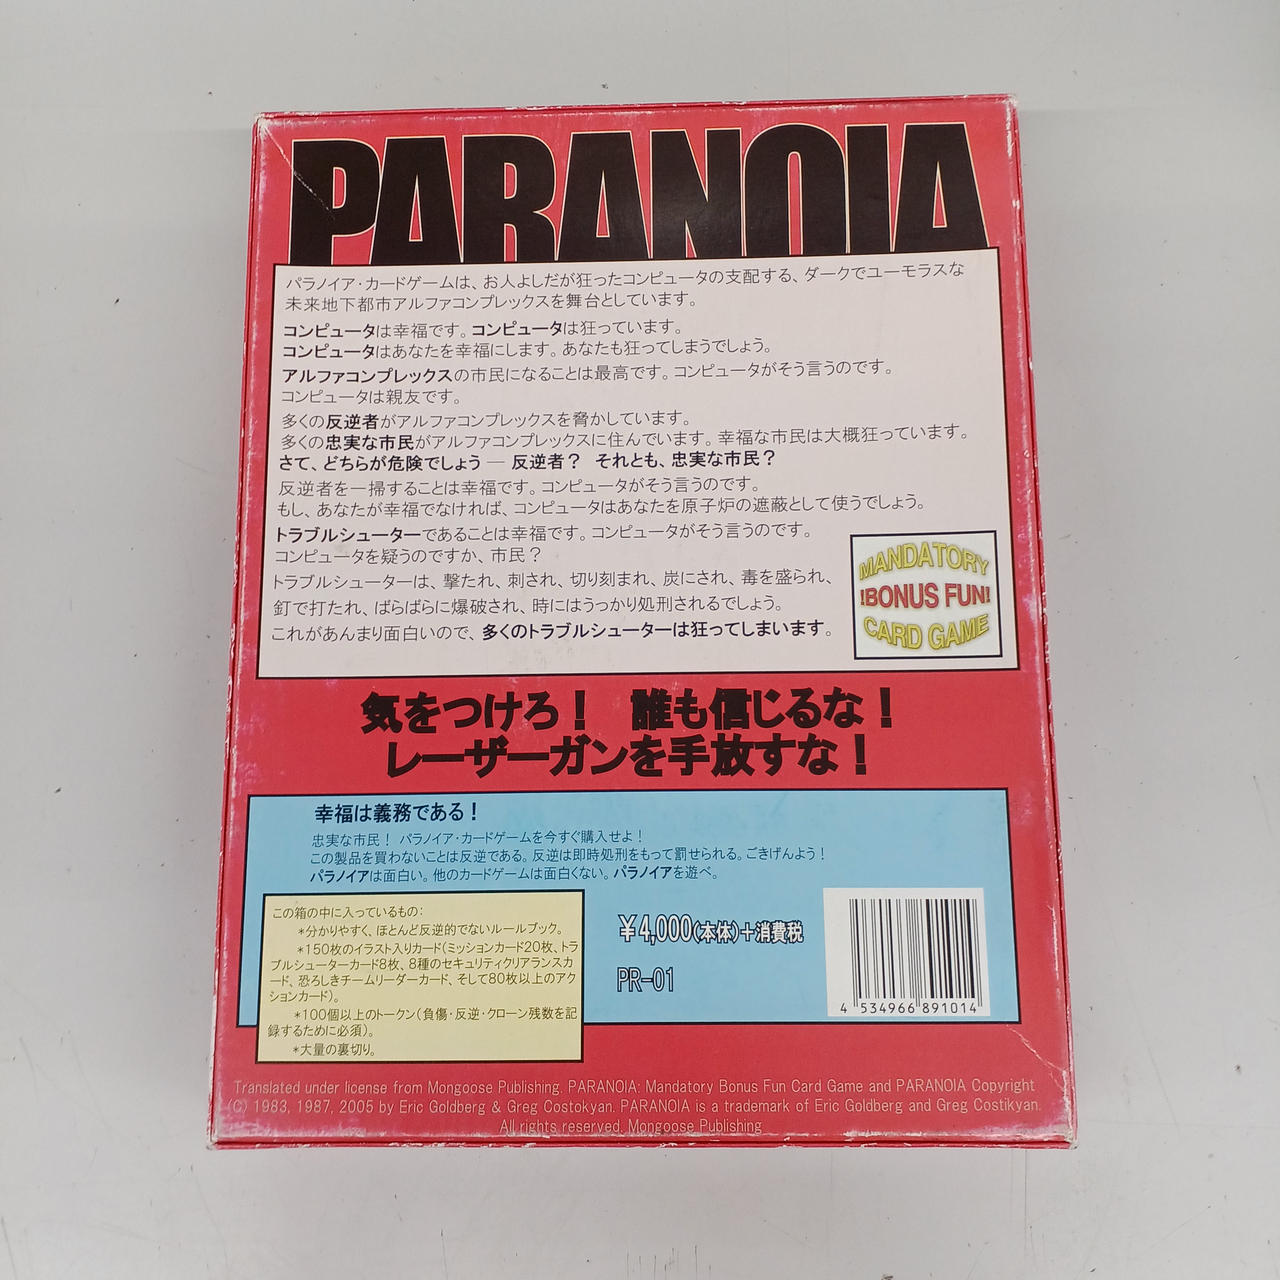 PARANOIA
パラノイア・カードゲームは、お人よしだが狂ったコンピュータの支配する、ダークでユーモラスな
未来地下都市アルファコンプレックスを舞台としています。
コンピュータは幸福です。コンピュータは狂っています。
コンピュータはあなたを幸福にします。あなたも狂ってしまうでしょう。
アルファコンプレックスの市民になることは最高です。コンピュータがそう言うのです。
コンピュータは親友です。
多くの反逆者がアルファコンプレックスを脅かしています。
多くの忠実な市民がアルファコンプレックスに住んでいます。幸福な市民は大概狂っています。
さて、どちらが危険でしょう ― 反逆者？ それとも、忠実な市民？
反逆者を一掃することは幸福です。コンピュータがそう言うのです。
もし、あなたが幸福でなければ、コンピュータはあなたを原子炉の遮蔽として使うでしょう。
トラブルシューターであることは幸福です。コンピュータがそう言うのです。
コンピュータを疑うのですか、市民？
トラブルシューターは、撃たれ、刺され、切り刻まれ、炭にされ、毒を盛られ、
釘で打たれ、ばらばらに爆破され、時にはうっかり処刑されるでしょう。
これがあんまり面白いので、多くのトラブルシューターは狂ってしまいます。
MANDATORY
!BONUS FUN!
CARD GAME
気をつけろ！ 誰も信じるな！
レーザーガンを手放すな！
幸福は義務である！
忠実な市民！ パラノイア・カードゲームを今すぐ購入せよ！
この製品を買わないことは反逆である。反逆は即時処刑をもって罰せられる。ごきげんよう！
パラノイアは面白い。他のカードゲームは面白くない。パラノイアを遊べ。
この箱の中に入っているもの：
*分かりやすく、ほとんど反逆的でないルールブック。
*150枚のイラスト入りカード（ミッションカード20枚、トラ
ブルシューターカード8枚、8種のセキュリティクリアランスカ
ード、恐ろしきチームリーダーカード、そして80枚以上のアク
ションカード）。
*100個以上のトークン（負傷・反逆・クローン残数を記
録するために必須）。
*大量の裏切り。
￥4,000（本体）＋消費税
PR-01
4 534966 891014
Translated under license from Mongoose Publishing. PARANOIA: Mandatory Bonus Fun Card Game and PARANOIA Copyright
(C) 1983, 1987, 2005 by Eric Goldberg & Greg Costokyan. PARANOIA is a trademark of Eric Goldberg and Greg Costikyan.
All rights reserved. Mongoose Publishing